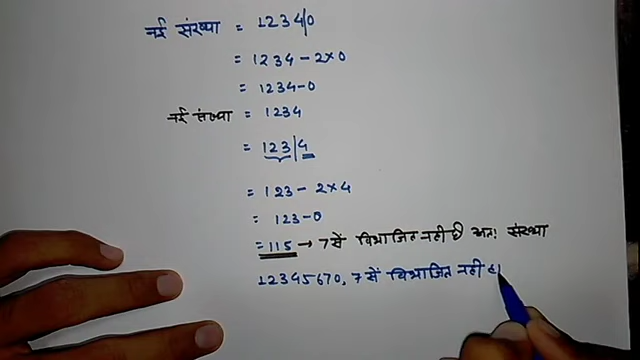 नई संख्या = 1234|0
= 1234 - 2×0
= 1234-0
नई संख्या = 1234
= 123|4
= 123 - 2×4
= 123-0
= 115 → 7 सें विभाजित नही है अत: संख्या
12345670, 7 सें विभाजित नही है